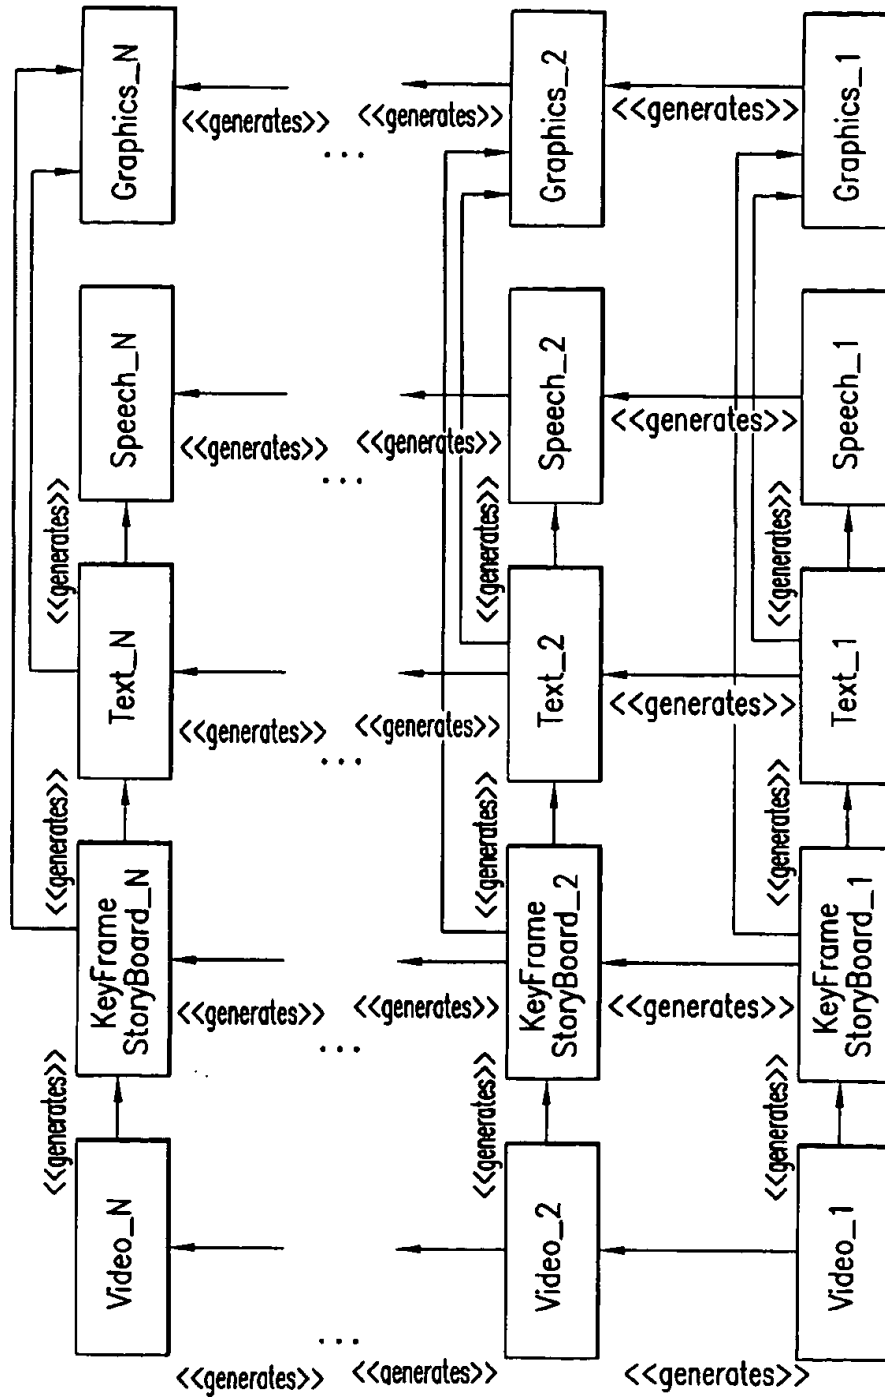 <<generates>>
<<generates>>
<<generates>>
...
Video_1
Video_2
Video_N
<<generates>>
<<generates>>
<<generates>>
KeyFrame
StoryBoard_1
KeyFrame
StoryBoard_2
KeyFrame
StoryBoard_N
<<generates>>
<<generates>>
...
<<generates>>
<<generates>>
<<generates>>
<<generates>>
Text_1
Text_2
Text_N
<<generates>>
<<generates>>
...
<<generates>>
<<generates>>
<<generates>>
<<generates>>
Speech_1
Speech_2
Speech_N
<<generates>>
<<generates>>
...
<<generates>>
Graphics_1
Graphics_2
Graphics_N
<<generates>>
<<generates>>
...
<<generates>>